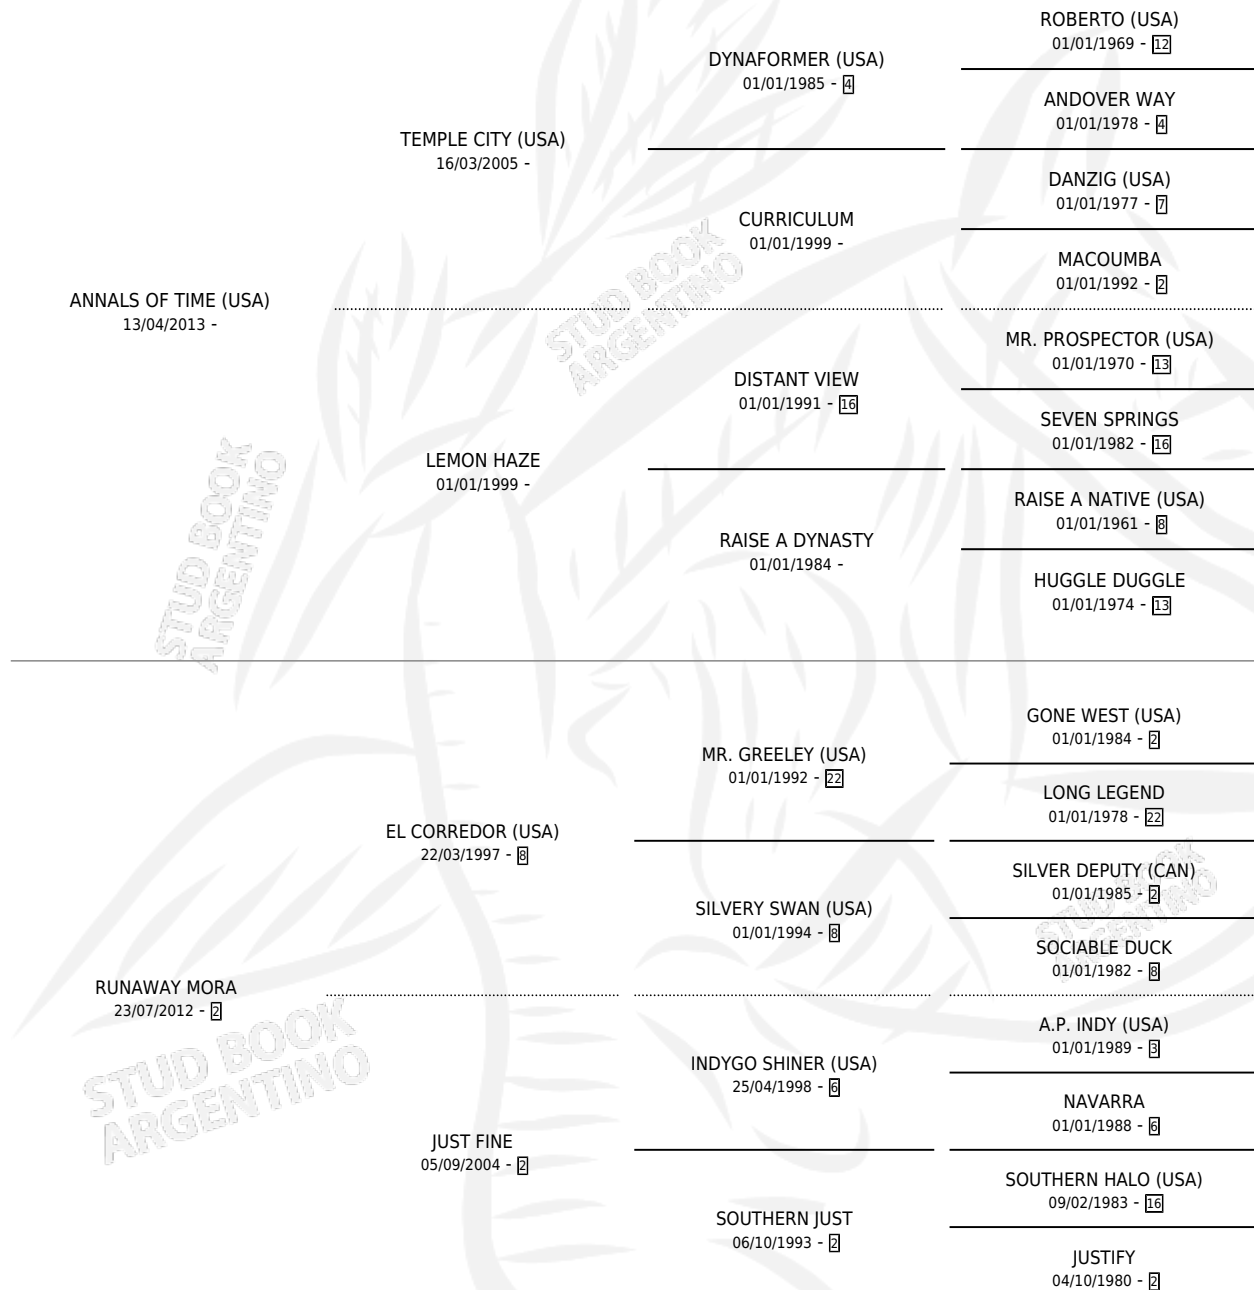 ROBERTO (USA)
01/01/1969 - 12
DYNAFORMER (USA)
01/01/1985 - 4
ANDOVER WAY
01/01/1978 - 4
TEMPLE CITY (USA)
16/03/2005 -
DANZIG (USA)
01/01/1977 - 7
CURRICULUM
01/01/1999 -
MACOUMBA
01/01/1992 - 2
ANNALS OF TIME (USA)
13/04/2013 -
MR. PROSPECTOR (USA)
01/01/1970 - 13
DISTANT VIEW
01/01/1991 - 16
SEVEN SPRINGS
01/01/1982 - 16
LEMON HAZE
01/01/1999 -
RAISE A NATIVE (USA)
01/01/1961 - 8
RAISE A DYNASTY
01/01/1984 -
HUGGLE DUGGLE
01/01/1974 - 13
STUD BOOK
ARGENTINO
STUD BOOK
ARGENTINO
GONE WEST (USA)
01/01/1984 - 2
MR. GREELEY (USA)
01/01/1992 - 22
LONG LEGEND
01/01/1978 - 22
EL CORREDOR (USA)
22/03/1997 - 8
SILVER DEPUTY (CAN)
01/01/1985 - 2
SILVERY SWAN (USA)
01/01/1994 - 8
SOCIABLE DUCK
01/01/1982 - 8
STUD BOOK
ARGENTINO
RUNAWAY MORA
23/07/2012 - 2
A.P. INDY (USA)
01/01/1989 - 3
INDYGO SHINER (USA)
25/04/1998 - 6
NAVARRA
01/01/1988 - 6
STUD BOOK
ARGENTINO
JUST FINE
05/09/2004 - 2
SOUTHERN HALO (USA)
09/02/1983 - 16
SOUTHERN JUST
06/10/1993 - 2
JUSTIFY
04/10/1980 - 2